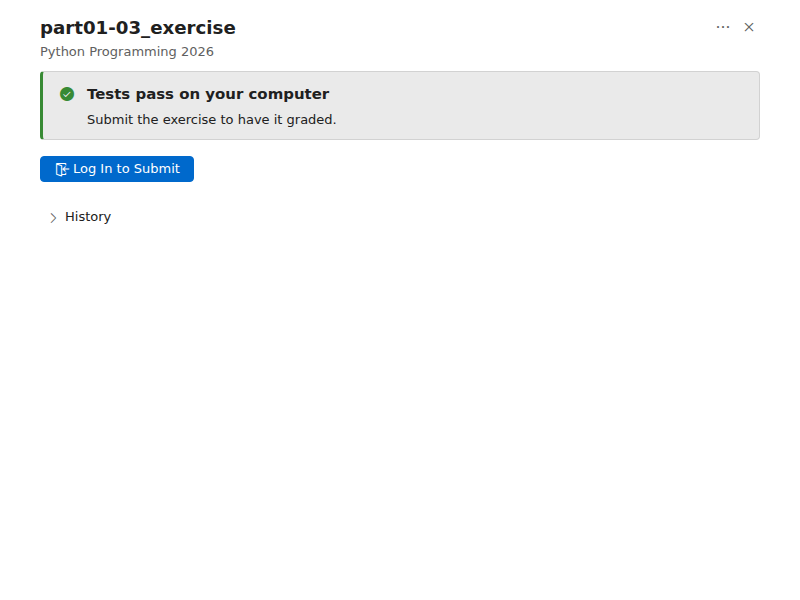 part01-03_exercise
Python Programming 2026
Tests pass on your computer
Submit the exercise to have it graded.
Log In to Submit
History